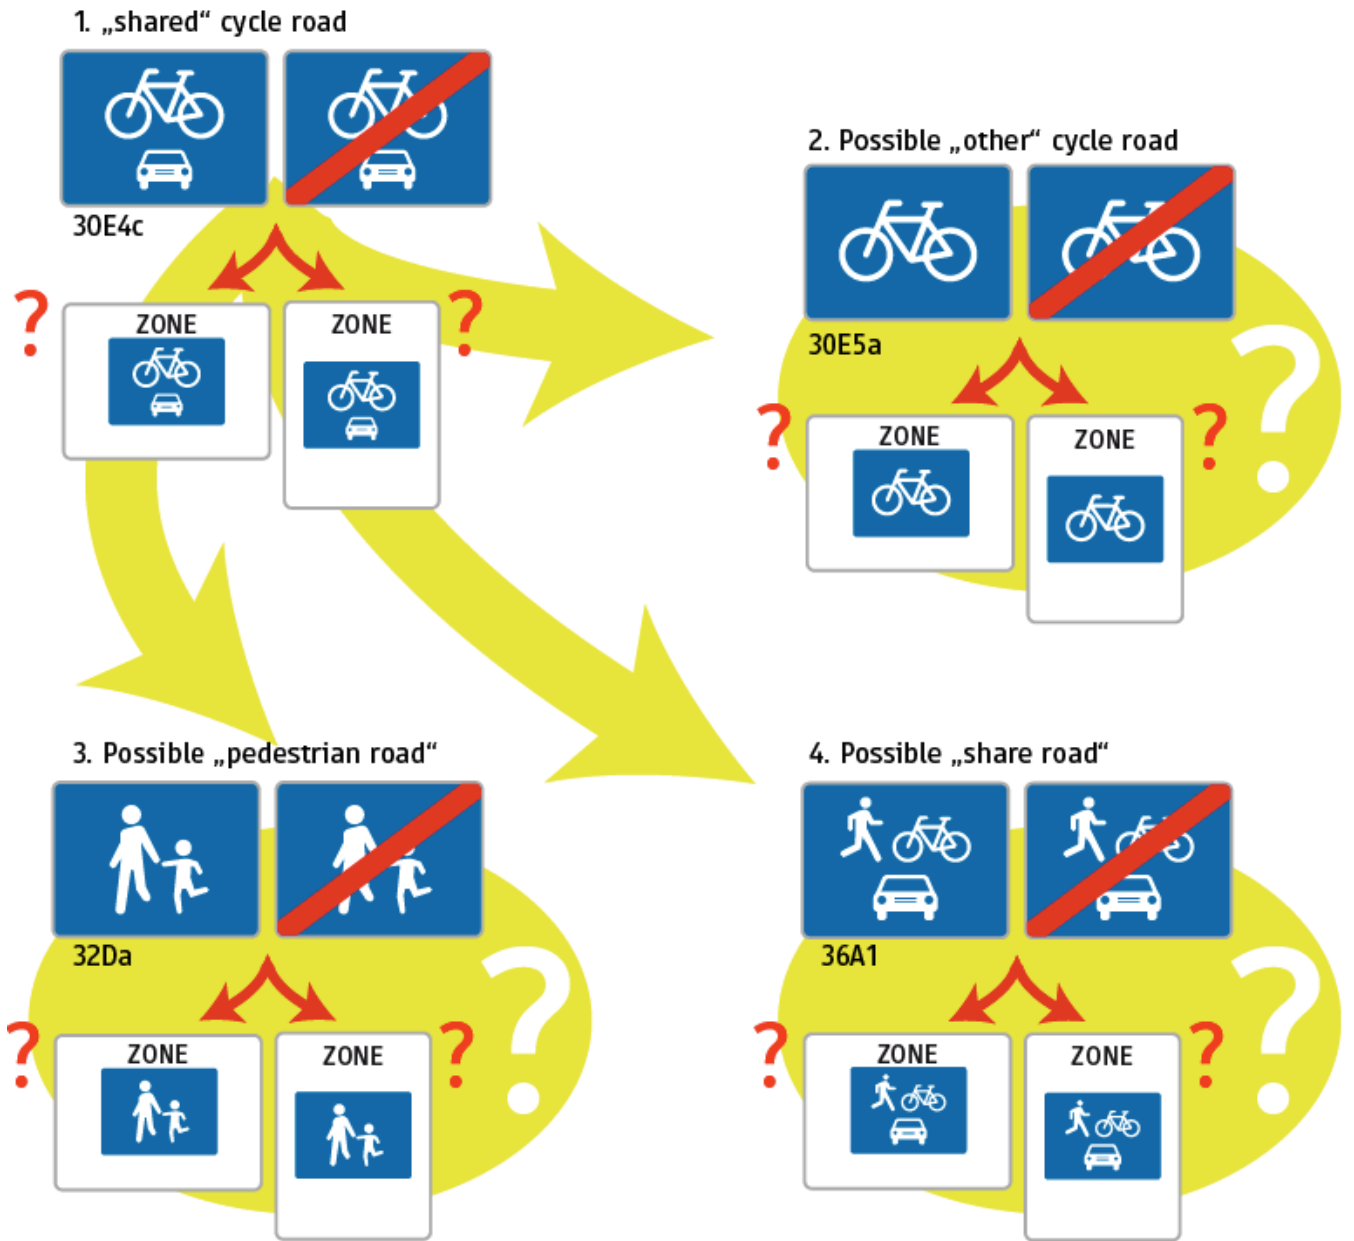 1. „shared“ cycle road
30E4c
?
ZONE
ZONE
?
2. Possible „other“ cycle road
30E5a
?
ZONE
ZONE
?
?
3. Possible „pedestrian road“
32Da
?
ZONE
ZONE
?
?
4. Possible „share road“
36A1
?
ZONE
ZONE
?
?